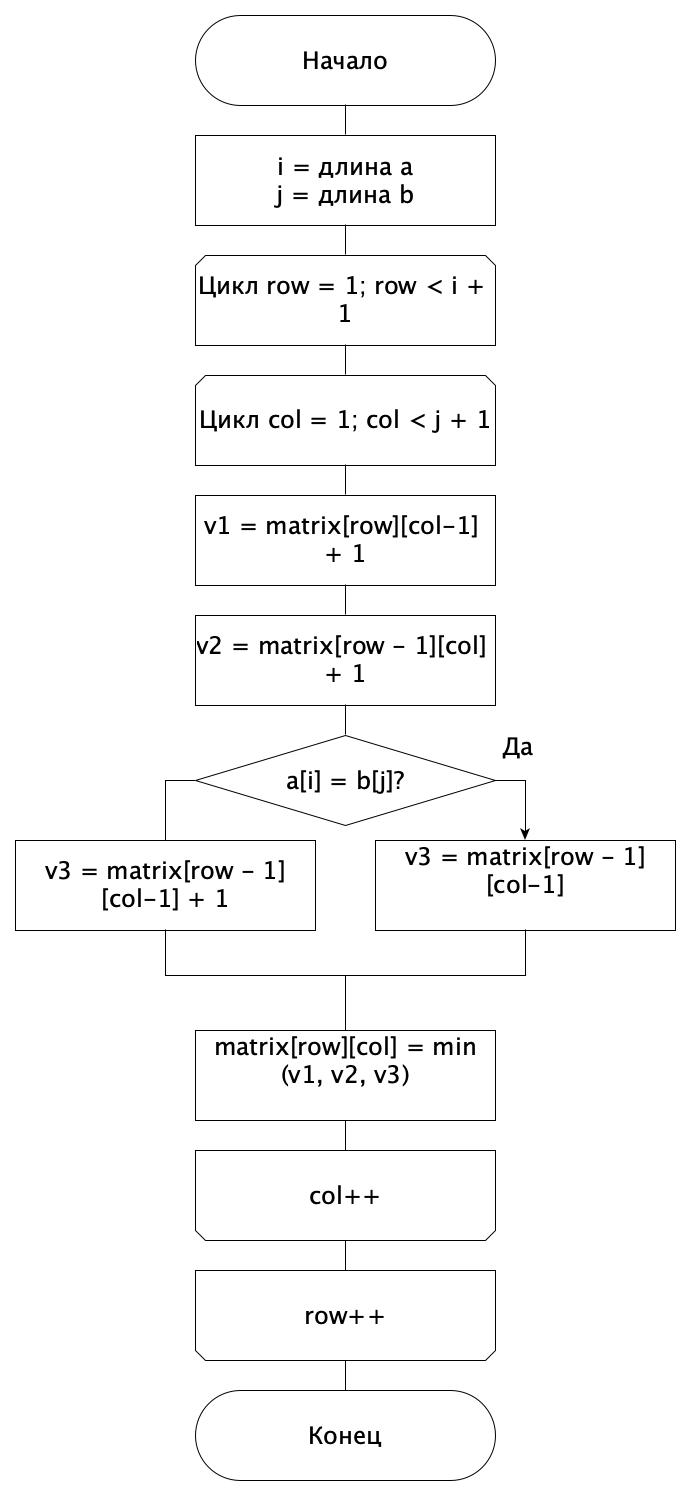 Начало
i = длина a
j = длина b
Цикл row = 1; row < i +
1
Цикл col = 1; col < j + 1
v1 = matrix[row][col-1]
+ 1
v2 = matrix[row - 1][col]
+ 1
Да
a[i] = b[j]?
v3 = matrix[row - 1]
[col-1] + 1
v3 = matrix[row - 1]
[col-1]
matrix[row][col] = min
(v1, v2, v3)
col++
row++
Конец